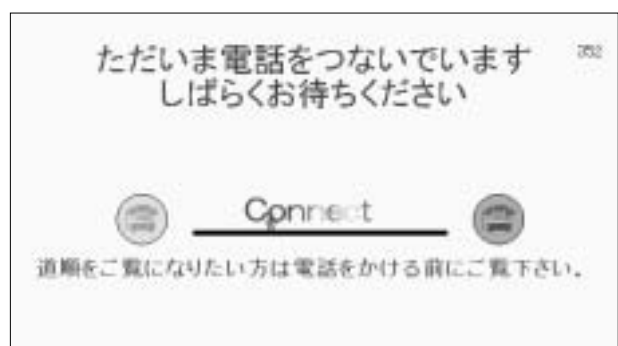 ただいま電話をつないでいます
352
しばらくお待ちください
Connect
道順をご覧になりたい方は電話をかける前にご覧下さい。